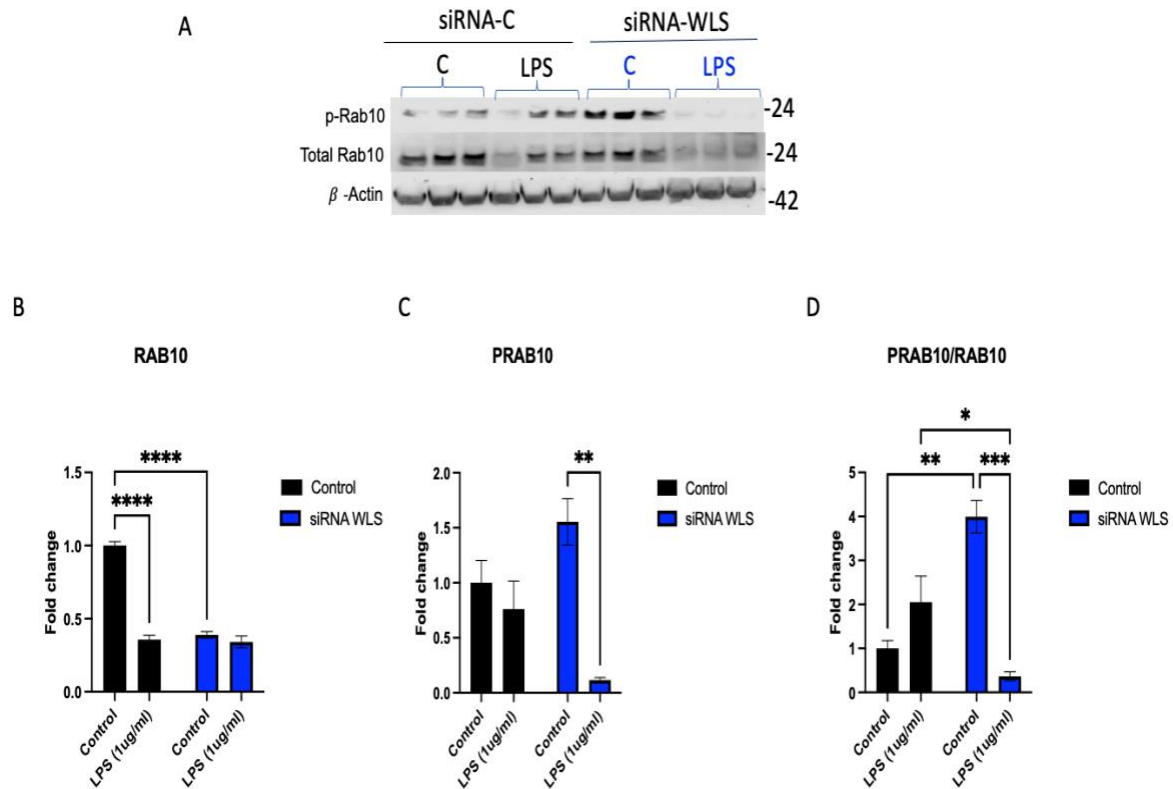 A
siRNA-C siRNA-WLS
C LPS C LPS
p-Rab10 -24
Total Rab10 -24
β-Actin -42
B
RAB10
****
****
Fold change
1.5
1.0
0.5
0.0
Control
LPS (1ug/ml)
Control
LPS (1ug/ml)
Control
siRNA WLS
C
PRAB10
**
Fold change
2.0
1.5
1.0
0.5
0.0
Control
LPS (1ug/ml)
Control
LPS (1ug/ml)
Control
siRNA WLS
D
PRAB10/RAB10
*
** ***
Fold change
5
4
3
2
1
0
Control
LPS (1ug/ml)
Control
LPS (1ug/ml)
Control
siRNA WLS